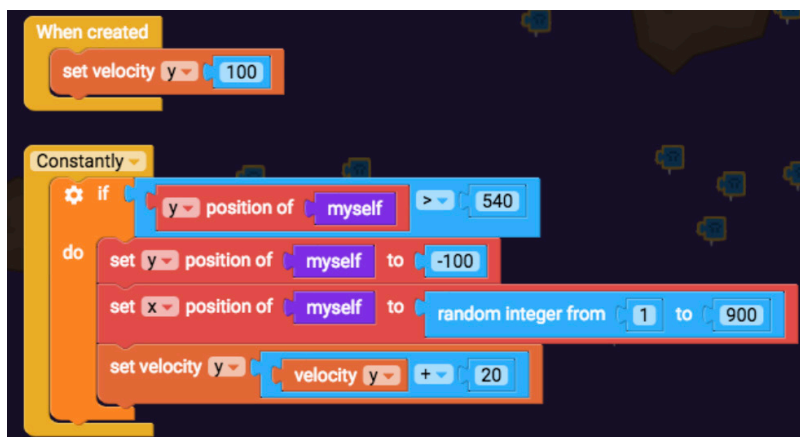 When created
set velocity y 100
Constantly
if y position of myself > 540
do set y position of myself to -100
set x position of myself to random integer from 1 to 900
set velocity y velocity y + 20